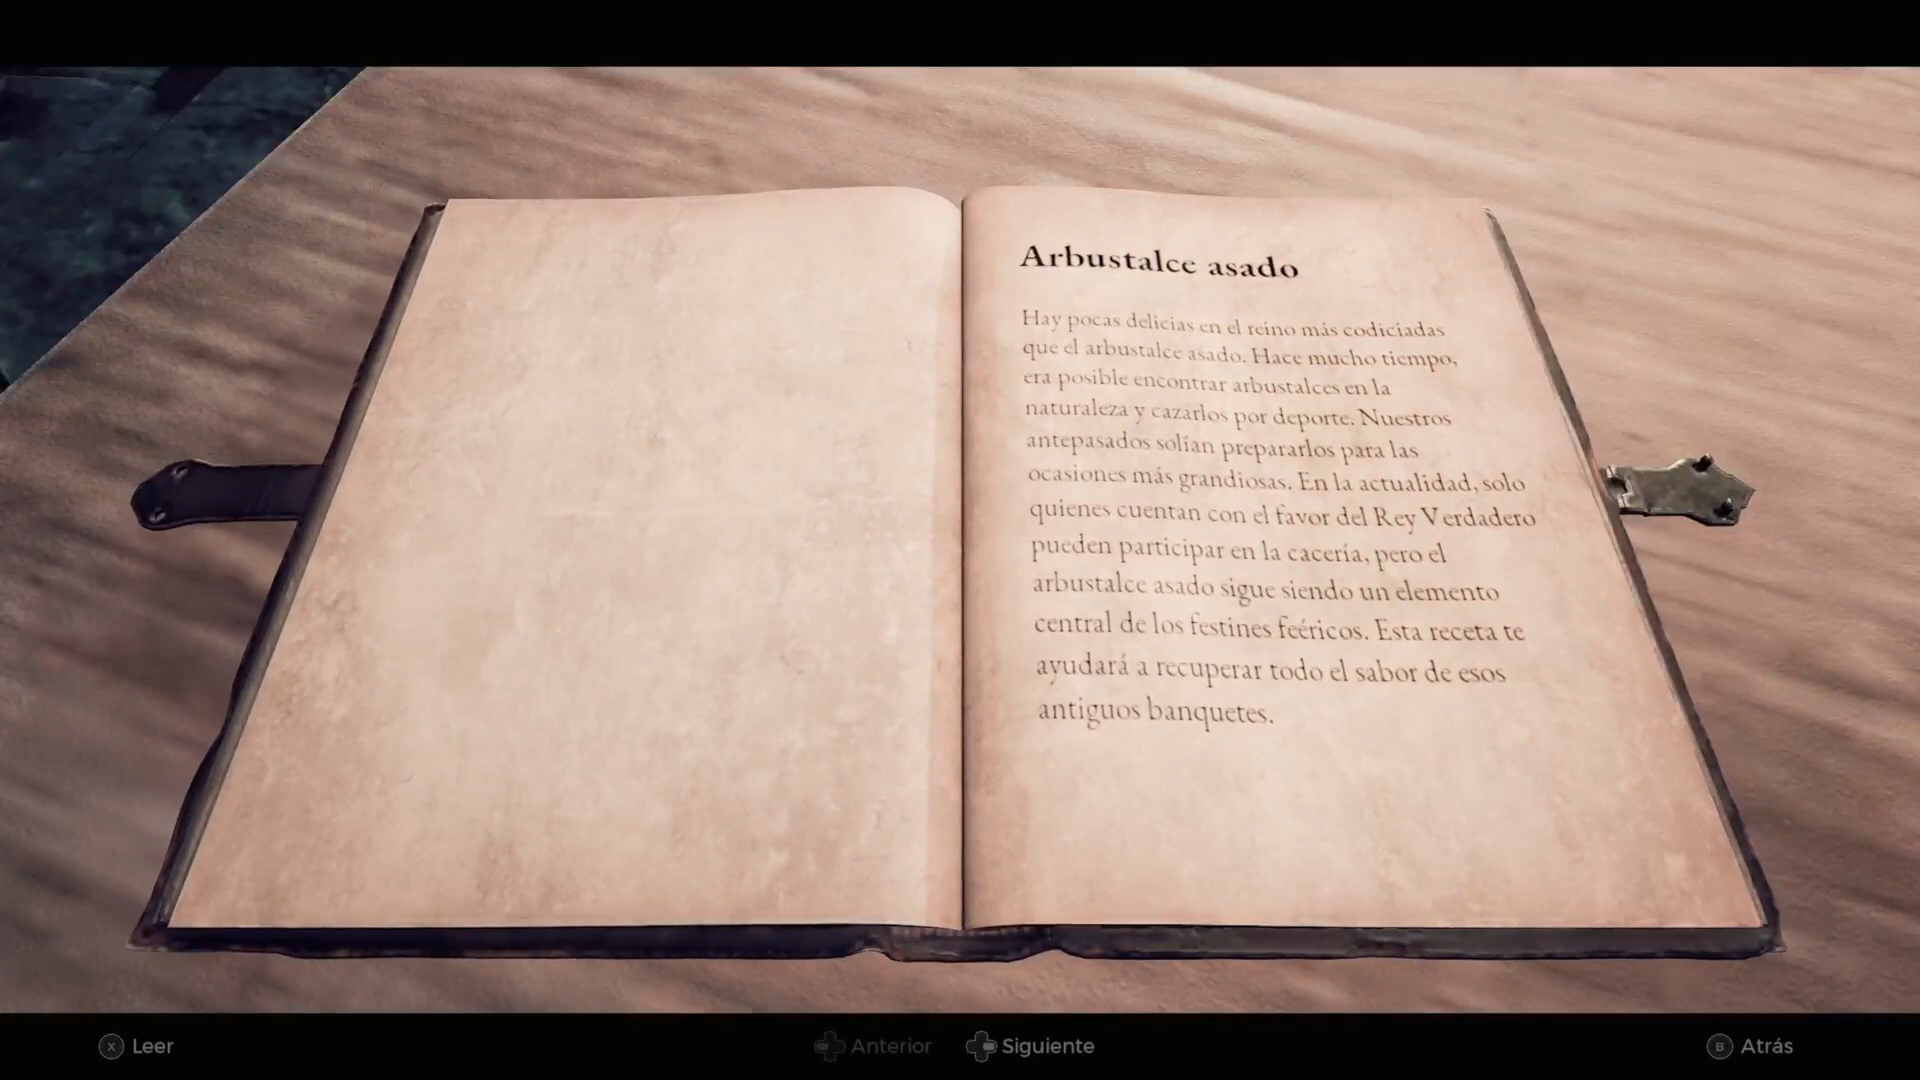 Arbustalce asado
Hay pocas delicias en el reino más codiciadas
que el arbustalce asado. Hace mucho tiempo,
era posible encontrar arbustalces en la
naturaleza y cazarlos por deporte. Nuestros
antepasados solían prepararlos para las
ocasiones más grandiosas. En la actualidad, solo
quienes cuentan con el favor del Rey Verdadero
pueden participar en la cacería, pero el
arbustalce asado sigue siendo un elemento
central de los festines feéricos. Esta receta te
ayudará a recuperar todo el sabor de esos
antiguos banquetes.
X Leer
Anterior
Siguiente
B Atrás